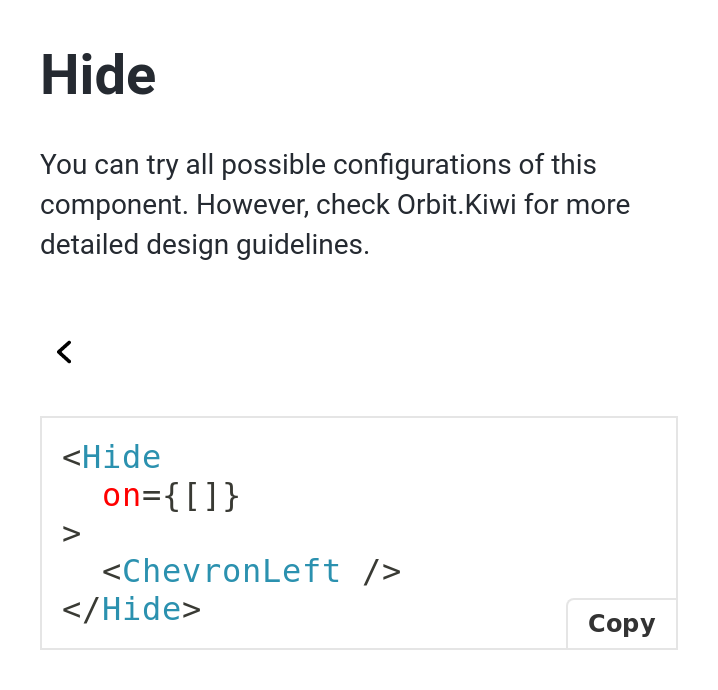 Hide
You can try all possible configurations of this
component. However, check Orbit.Kiwi for more
detailed design guidelines.
<Hide
  on={[]}
>
  <ChevronLeft />
</Hide>
Copy